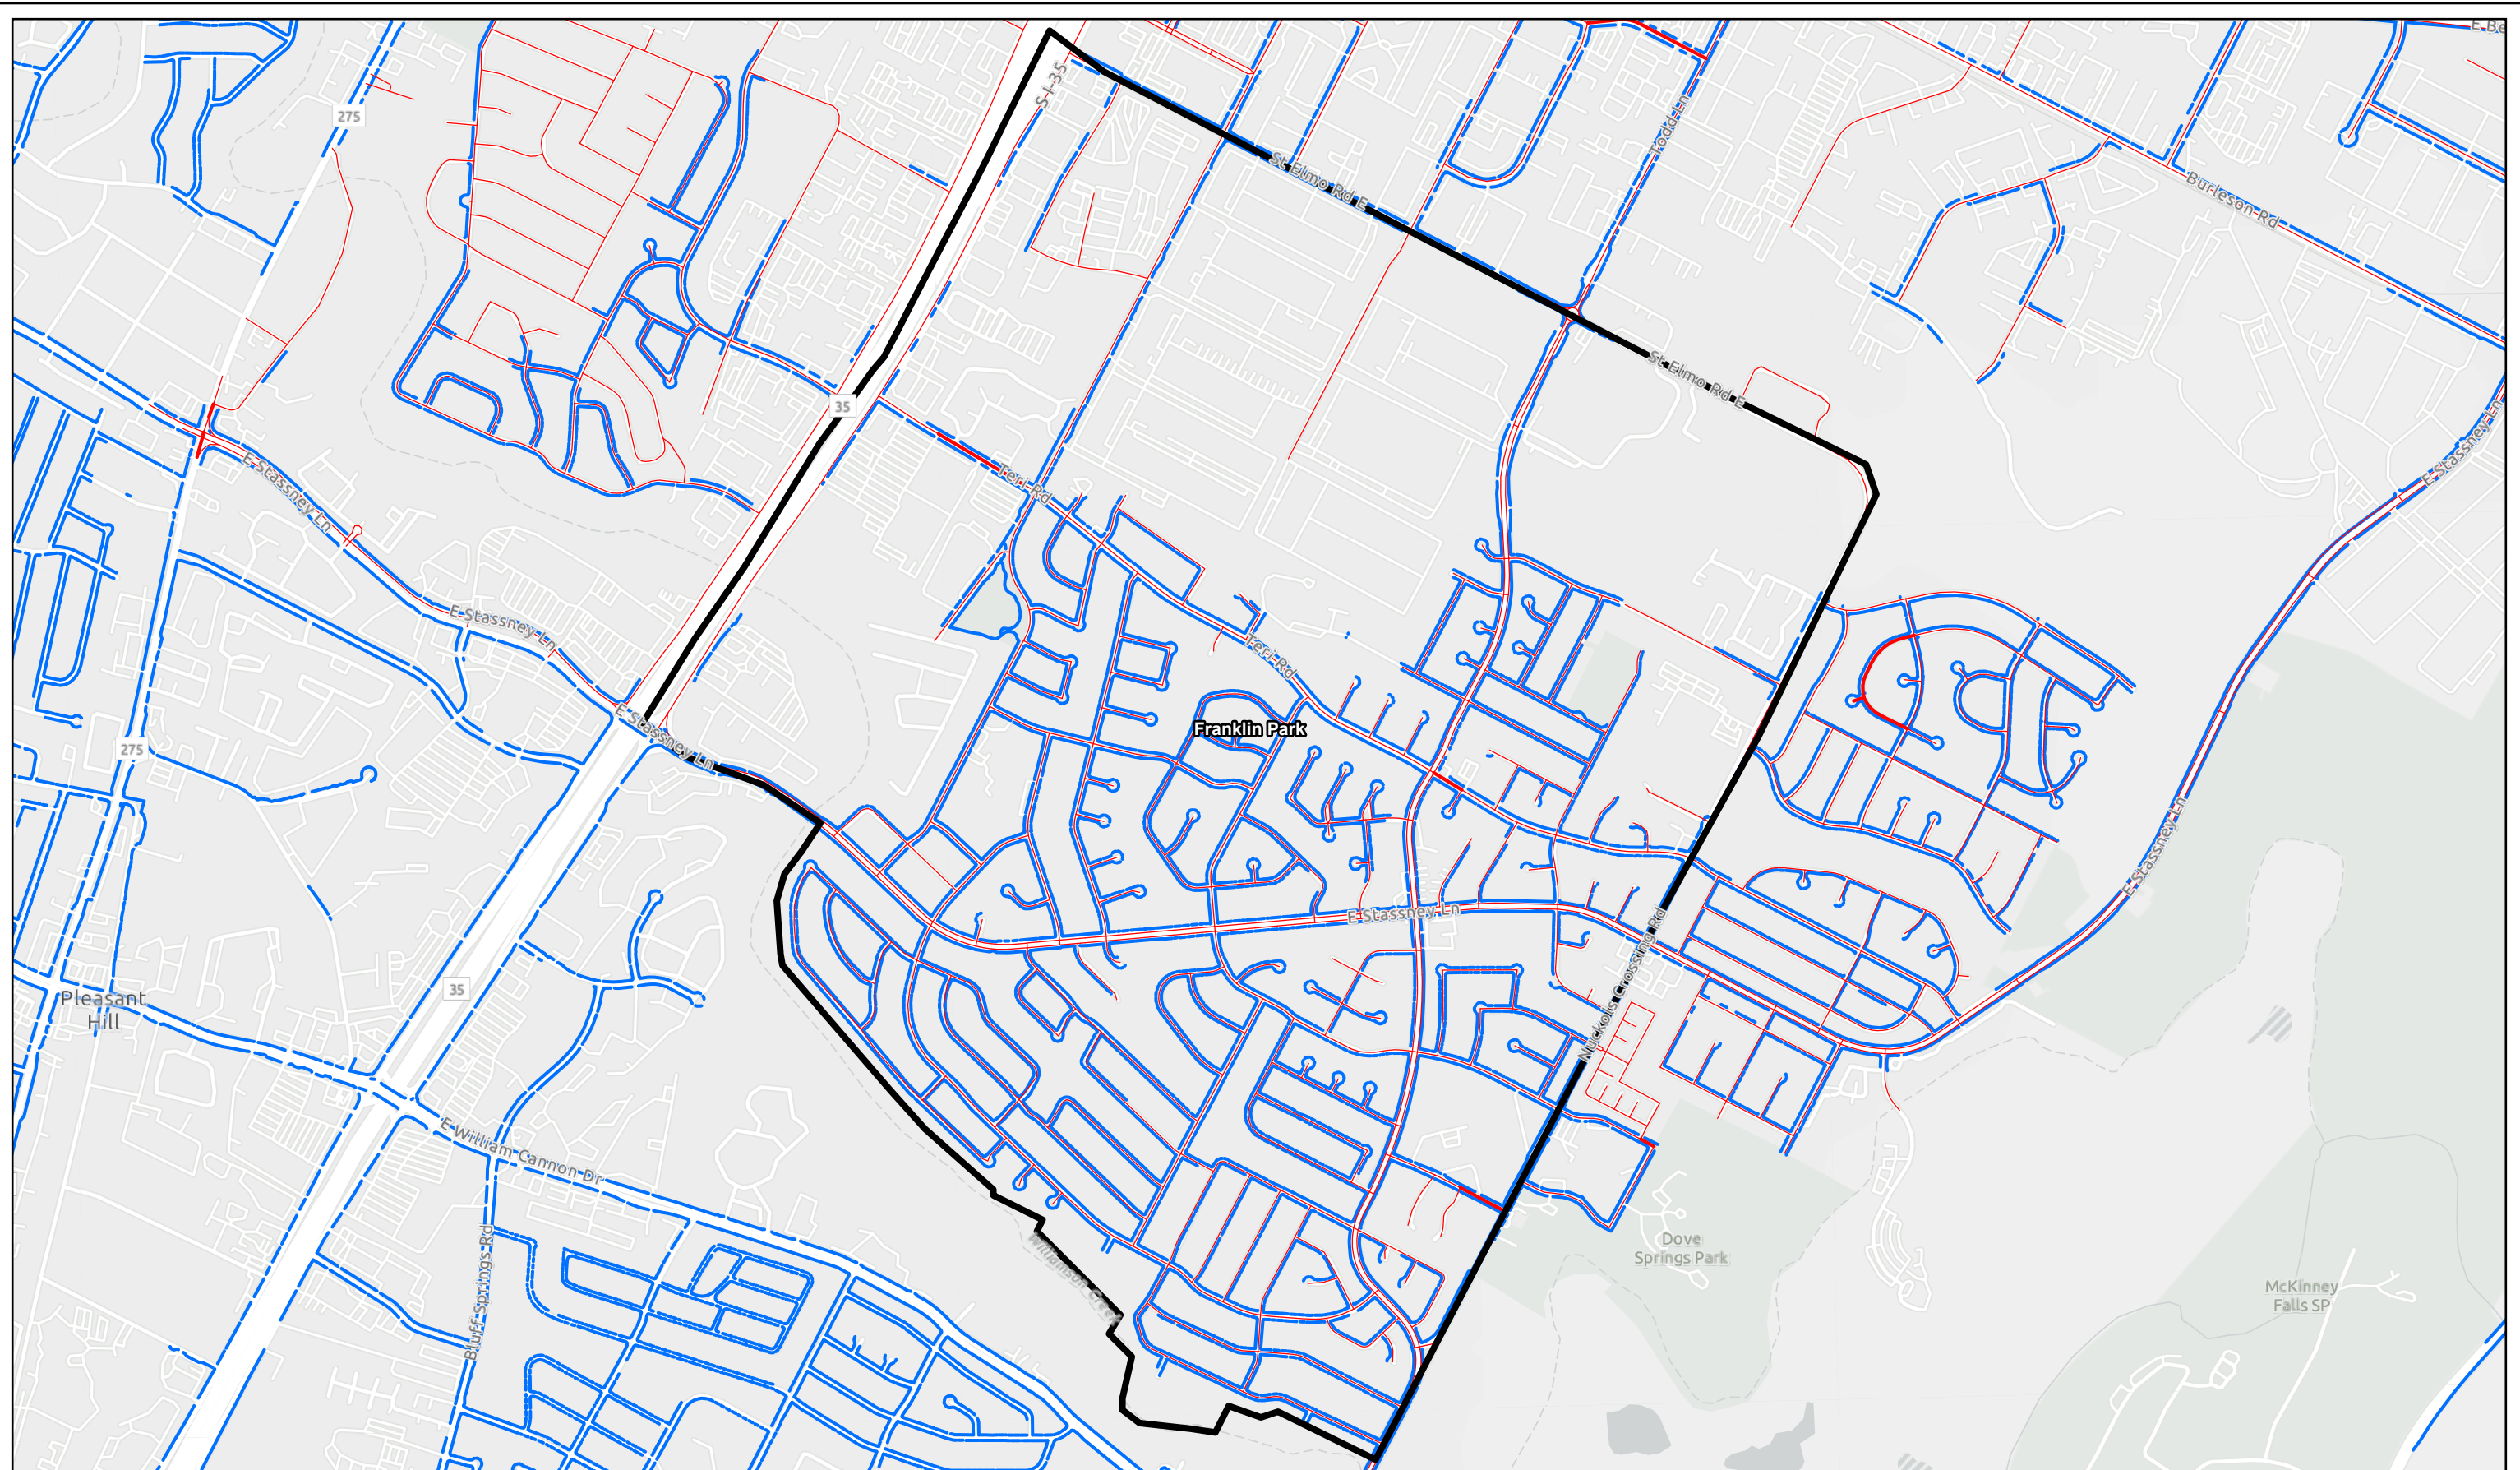 E Be
S I-35
275
Todd Ln
St Elmo Rd E
Burleson Rd
St Elmo Rd E
35
E Stassney Ln
E Stassney Ln
Teri Rd
E Stassney Ln
Teri Rd
E Stassney Ln
Franklin Park
275
E Stassney Ln
E Stassney Ln
Nuckols Crossing Rd
35
Pleasant
Hill
E William Cannon Dr
Bluff Springs Rd
Williamson Creek
Dove
Springs Park
McKinney
Falls SP